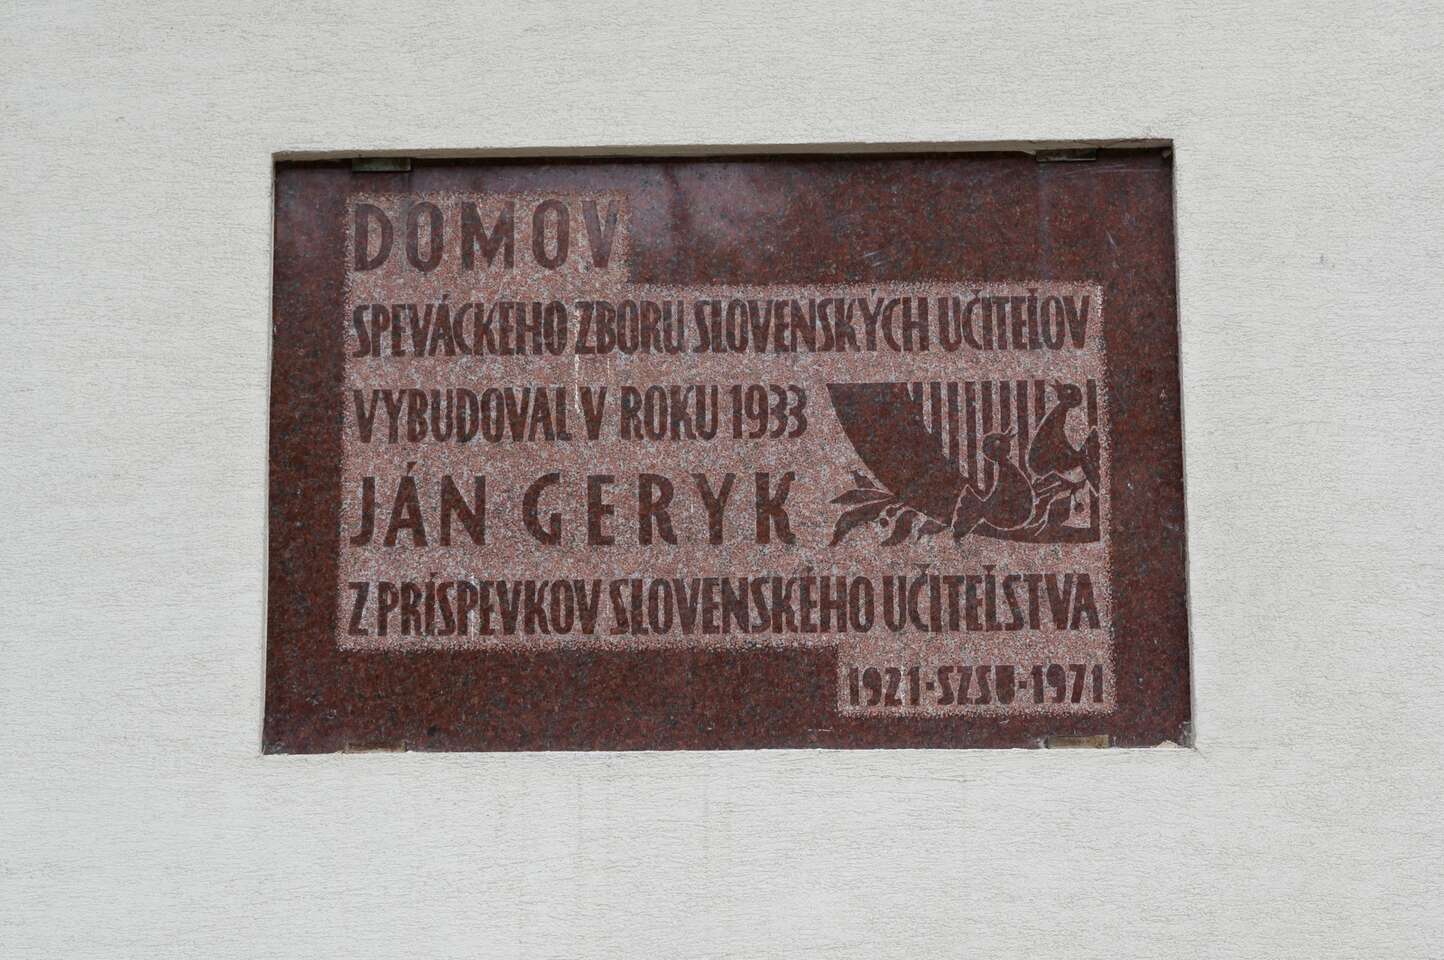 DOMOV
SPEVÁCKEHO ZBORU SLOVENSKÝCH UČITEĽOV
VYBUDOVAL V ROKU 1933
JÁN GERYK
Z PRÍSPEVKOV SLOVENSKÉHO UČITEĽSTVA
1921-SZSU-1971